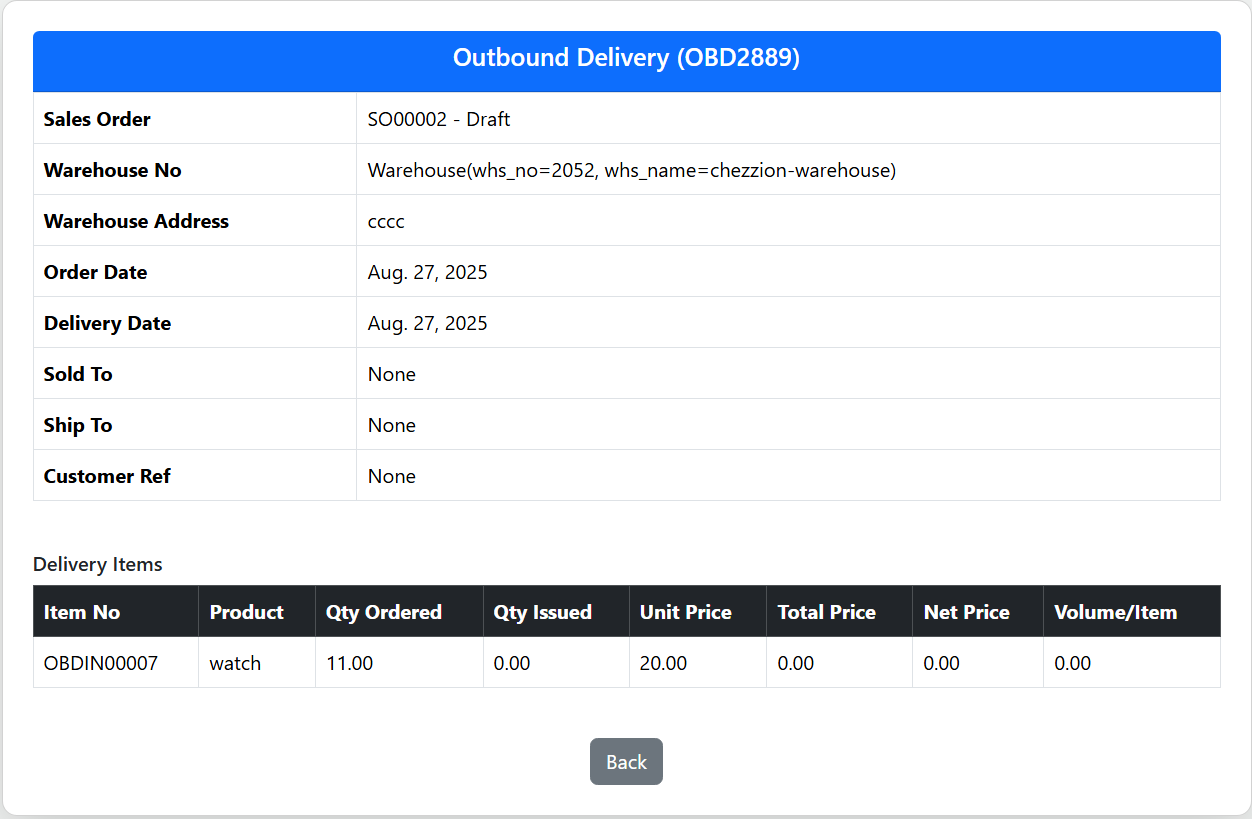 Outbound Delivery (OBD2889)
Sales Order SO00002 - Draft
Warehouse No Warehouse(whs_no=2052, whs_name=chezzion-warehouse)
Warehouse Address cccc
Order Date Aug. 27, 2025
Delivery Date Aug. 27, 2025
Sold To None
Ship To None
Customer Ref None
Delivery Items
Item No Product Qty Ordered Qty Issued Unit Price Total Price Net Price Volume/Item
OBDIN00007 watch 11.00 0.00 20.00 0.00 0.00 0.00
Back